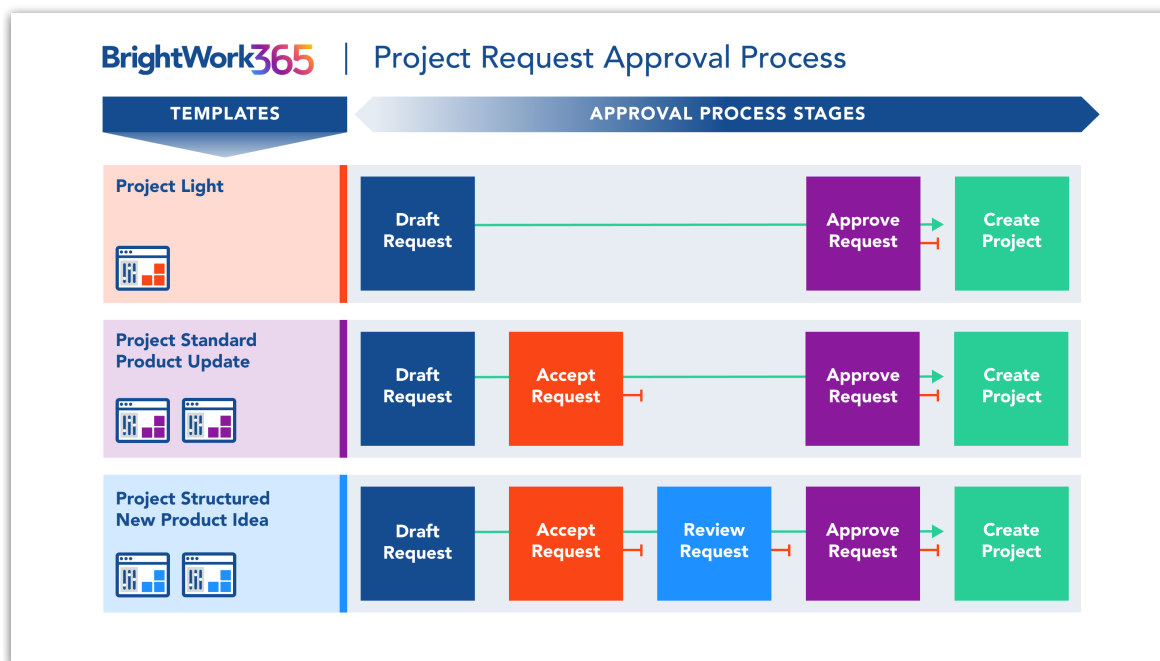 BrightWork365 | Project Request Approval Process
TEMPLATES
APPROVAL PROCESS STAGES
Project Light
Draft
Request
Approve
Request
Create
Project
Project Standard
Product Update
Draft
Request
Accept
Request
Approve
Request
Create
Project
Project Structured
New Product Idea
Draft
Request
Accept
Request
Review
Request
Approve
Request
Create
Project